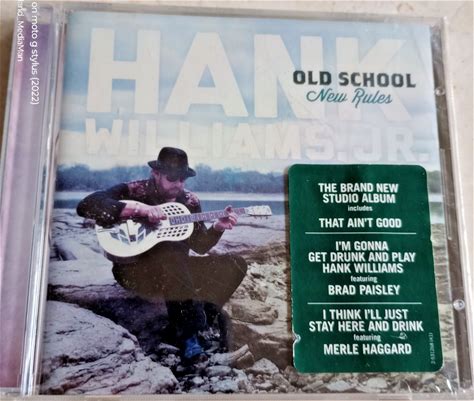 HANK
WILLIAMS, JR.
OLD SCHOOL
New Rules
THE BRAND NEW
STUDIO ALBUM
includes
THAT AIN'T GOOD
I'M GONNA
GET DRUNK AND PLAY
HANK WILLIAMS
featuring
BRAD PAISLEY
I THINK I'LL JUST
STAY HERE AND DRINK
featuring
MERLE HAGGARD
on moto g stylus (2022)
MediaMan